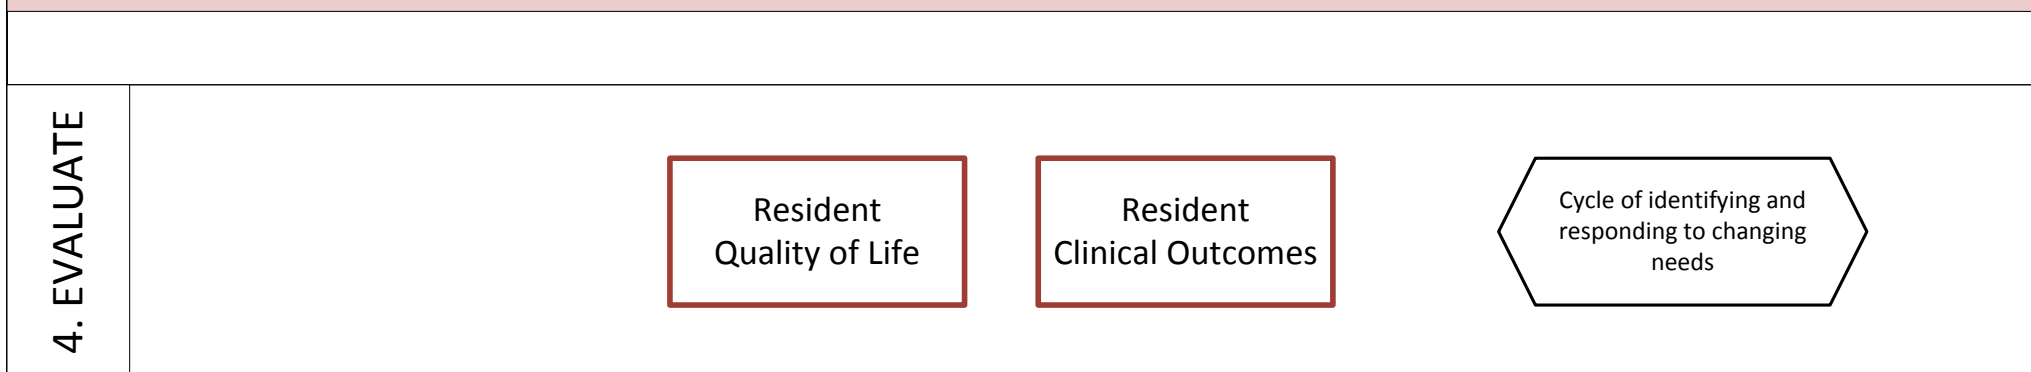 4. EVALUATE
Resident
Quality of Life
Resident
Clinical Outcomes
Cycle of identifying and
responding to changing
needs